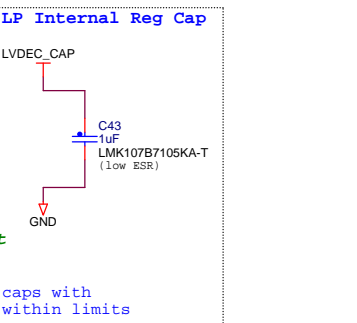 LP Internal Reg Cap
LVDEC_CAP
C43
1uF
LMK107B7105KA-T
(low ESR)
GND
t
caps with
within limits